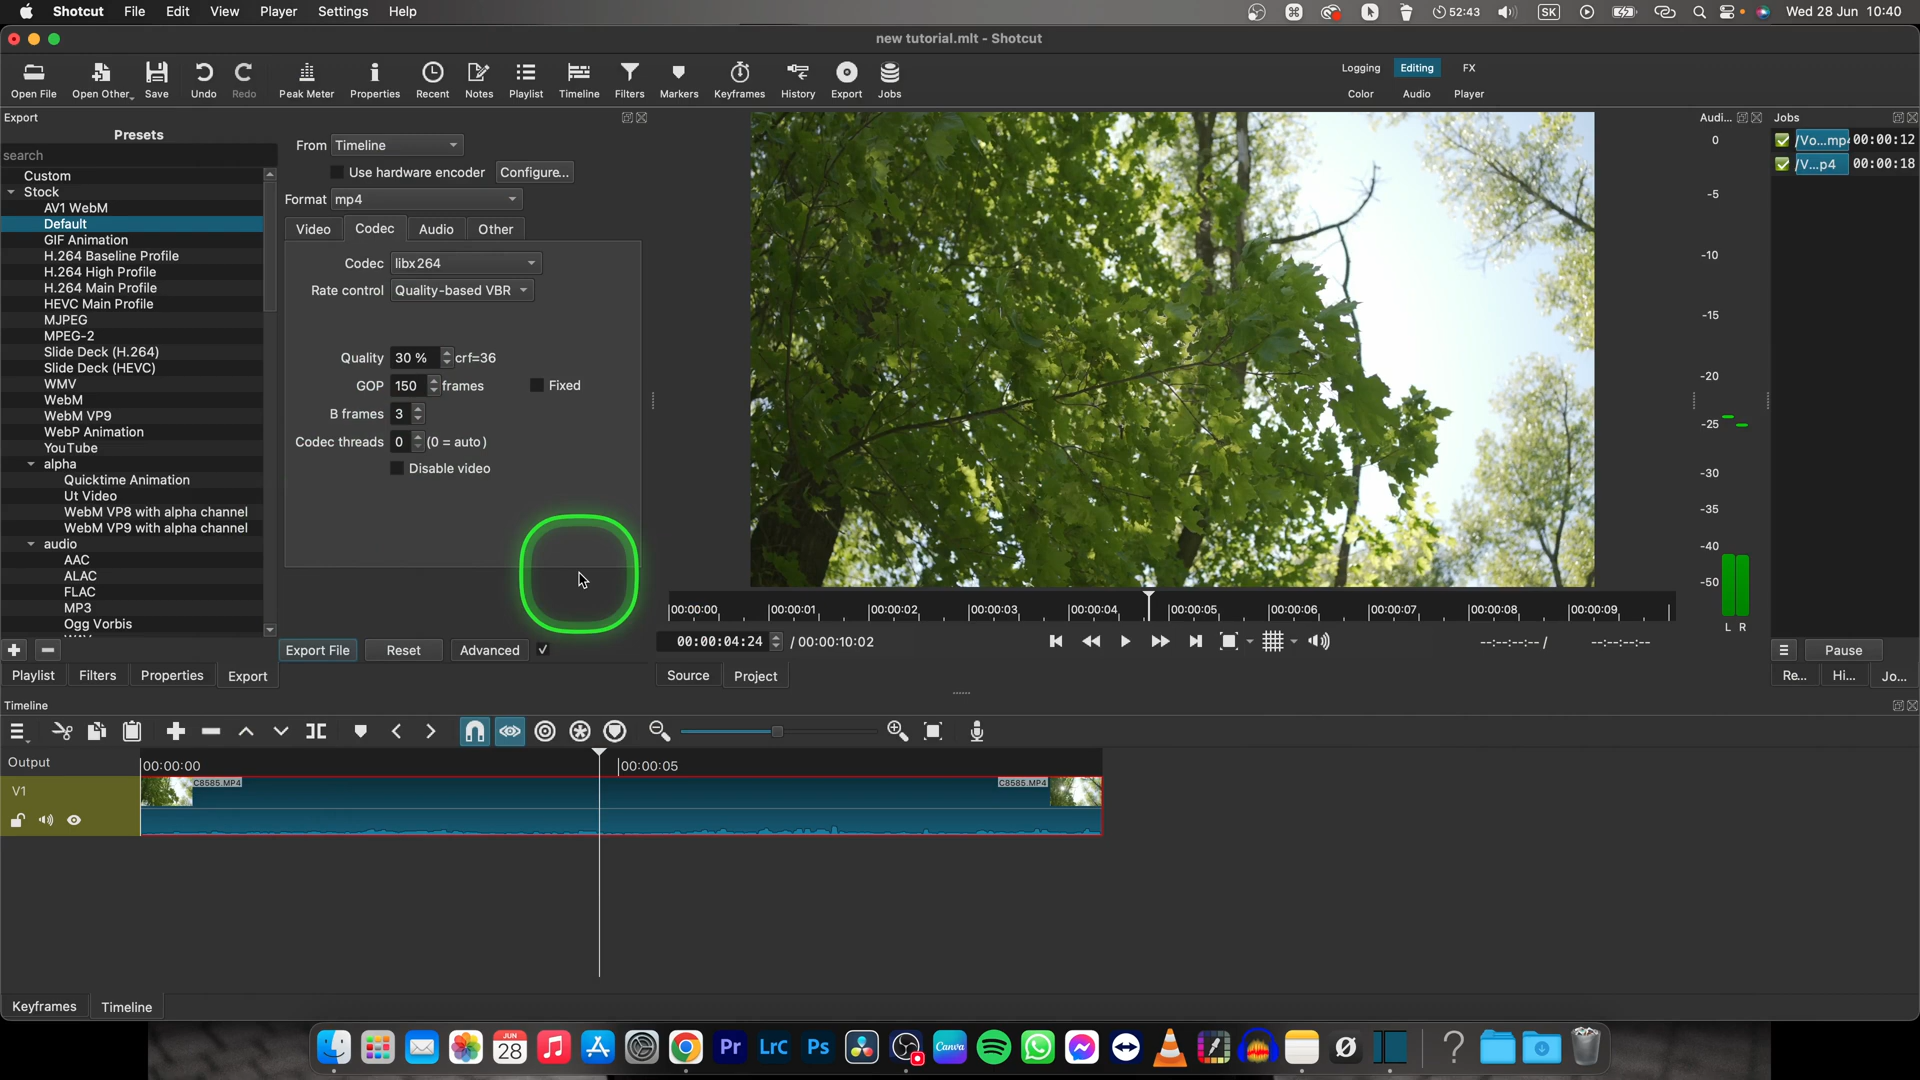 Shotcut File Edit View Player Settings Help
52:43 SK Wed 28 Jun 10:40
new tutorial.mlt - Shotcut
Open File Open Other... Save Undo Redo Peak Meter Properties Recent Notes Playlist Timeline Filters Markers Keyframes History Export Jobs
Logging Editing FX
Color Audio Player
Export
Presets
search
Custom
Stock
AV1 WebM
Default
GIF Animation
H.264 Baseline Profile
H.264 High Profile
H.264 Main Profile
HEVC Main Profile
MJPEG
MPEG-2
Slide Deck (H.264)
Slide Deck (HEVC)
WMV
WebM
WebM VP9
WebP Animation
YouTube
alpha
Quicktime Animation
Ut Video
WebM VP8 with alpha channel
WebM VP9 with alpha channel
audio
AAC
ALAC
FLAC
MP3
Ogg Vorbis
From Timeline
Use hardware encoder Configure...
Format mp4
Video Codec Audio Other
Codec libx264
Rate control Quality-based VBR
Quality 30 % crf=36
GOP 150 frames Fixed
B frames 3
Codec threads 0 (0 = auto)
Disable video
Export File Reset Advanced
Playlist Filters Properties Export
00:00:00 00:00:01 00:00:02 00:00:03 00:00:04 00:00:05 00:00:06 00:00:07 00:00:08 00:00:09
00:00:04:24 / 00:00:10:02
--:--:--:-- / --:--:--:--
Source Project
Audi...
0
-5
-10
-15
-20
-25
-30
-35
-40
-50
L R
Jobs
/Vo...mp4 00:00:12
/V...p4 00:00:18
Pause
Re... Hi... Jo...
Timeline
Output
00:00:00 00:00:05
V1
C8585.MP4 C8585.MP4
Keyframes Timeline
JUN
28
Pr LrC Ps Canva